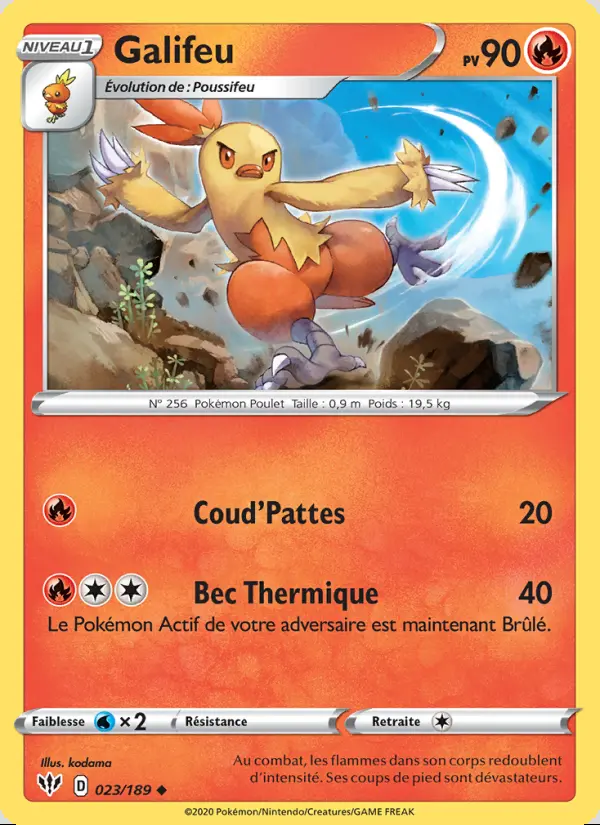 NIVEAU 1
Galifeu
PV 90
Évolution de : Poussifeu
N° 256 Pokémon Poulet Taille : 0,9 m Poids : 19,5 kg
Coud'Pattes 20
Bec Thermique 40
Le Pokémon Actif de votre adversaire est maintenant Brûlé.
Faiblesse ×2 Résistance Retraite
Illus. kodama
Au combat, les flammes dans son corps redoublent
d'intensité. Ses coups de pied sont dévastateurs.
D 023/189
©2020 Pokémon/Nintendo/Creatures/GAME FREAK